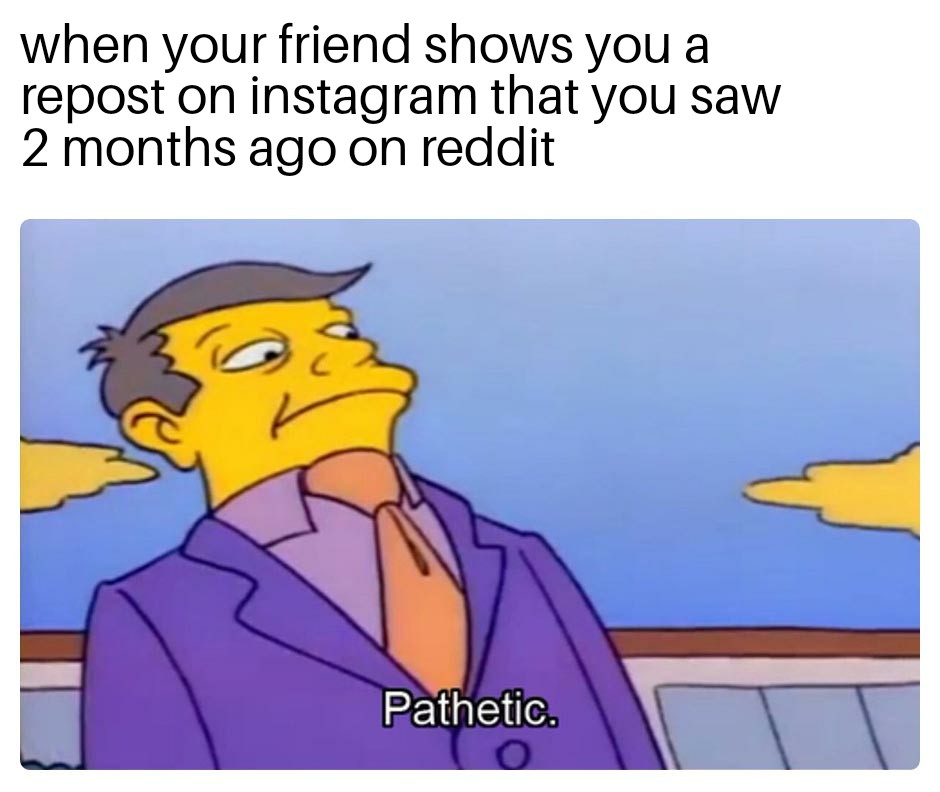 when your friend shows you a
repost on instagram that you saw
2 months ago on reddit
Pathetic.